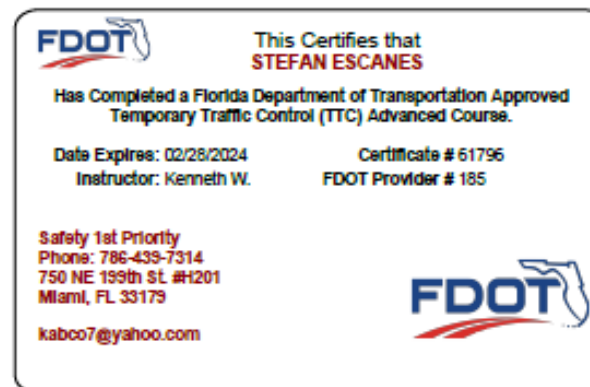 FDOT
This Certifies that
STEFAN ESCANES
Has Completed a Florida Department of Transportation Approved
Temporary Traffic Control (TTC) Advanced Course.
Date Expires: 02/28/2024 Certificate # 61796
Instructor: Kenneth W. FDOT Provider # 185
Safety 1st Priority
Phone: 786-439-7314
750 NE 199th St. #H201
Miami, FL 33179
kabco7@yahoo.com
FDOT